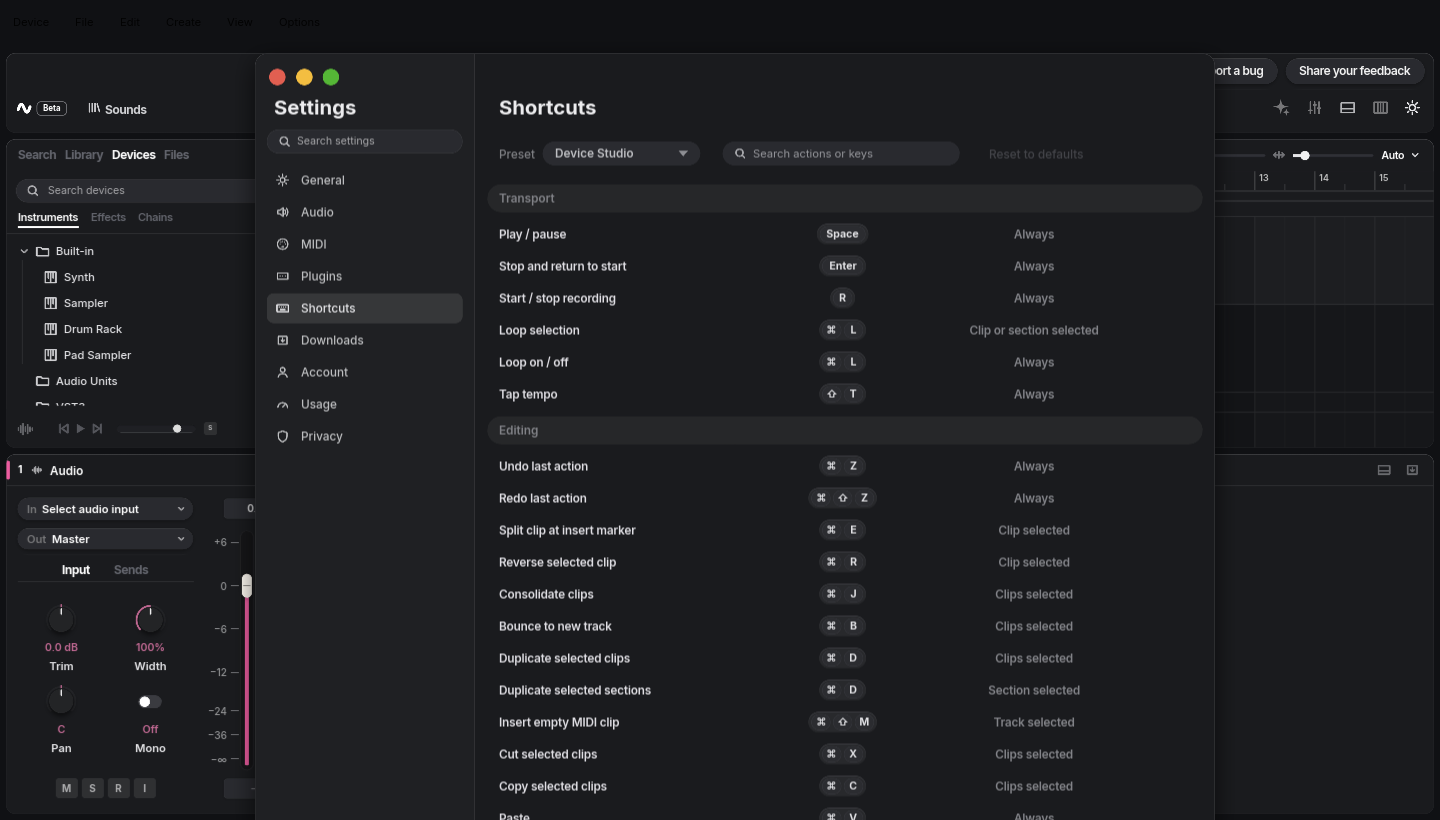 Device File Edit Create View Options
ort a bug Share your feedback
Beta Sounds
Search Library Devices Files
Search devices
Instruments Effects Chains
Built-in
Synth
Sampler
Drum Rack
Pad Sampler
Audio Units
VST3
S
1 Audio
In Select audio input
0.
Out Master
Input Sends
+6
0
−6
−12
−24
−36
−∞
0.0 dB 100%
Trim Width
C Off
Pan Mono
M S R I
Settings
Search settings
General
Audio
MIDI
Plugins
Shortcuts
Downloads
Account
Usage
Privacy
Shortcuts
Preset Device Studio Search actions or keys Reset to defaults
Transport
Play / pause Space Always
Stop and return to start Enter Always
Start / stop recording R Always
Loop selection ⌘ L Clip or section selected
Loop on / off ⌘ L Always
Tap tempo ⇧ T Always
Editing
Undo last action ⌘ Z Always
Redo last action ⌘ ⇧ Z Always
Split clip at insert marker ⌘ E Clip selected
Reverse selected clip ⌘ R Clip selected
Consolidate clips ⌘ J Clips selected
Bounce to new track ⌘ B Clips selected
Duplicate selected clips ⌘ D Clips selected
Duplicate selected sections ⌘ D Section selected
Insert empty MIDI clip ⌘ ⇧ M Track selected
Cut selected clips ⌘ X Clips selected
Copy selected clips ⌘ C Clips selected
Paste ⌘ V Always
Auto
13 14 15